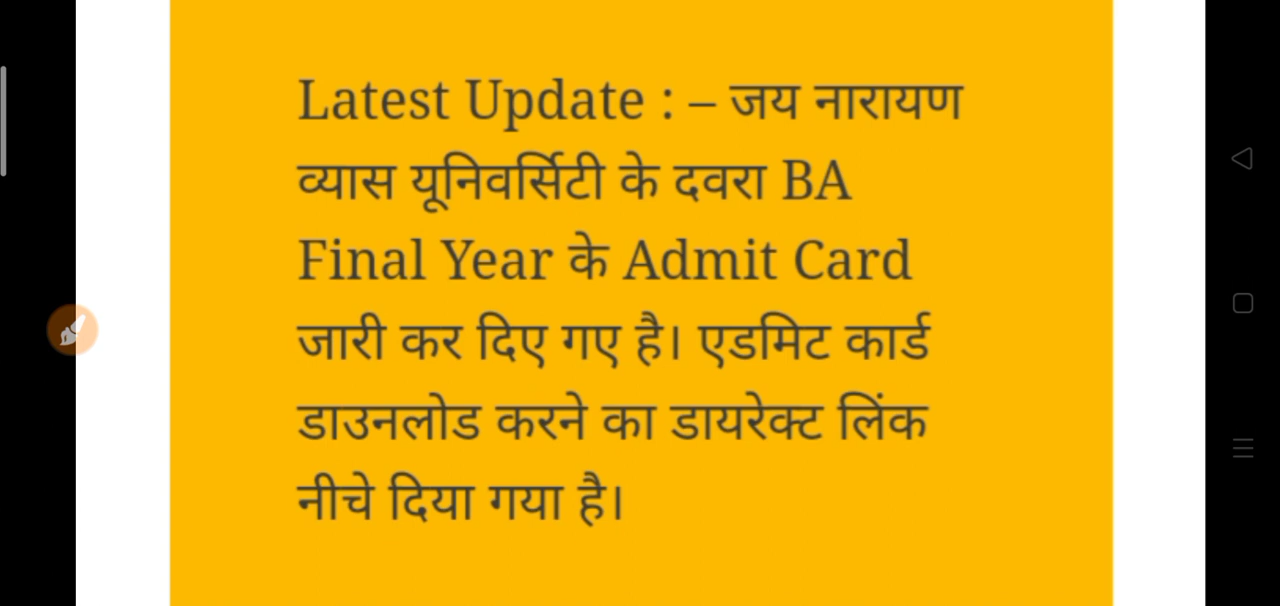 Latest Update : – जय नारायण
व्यास यूनिवर्सिटी के दवरा BA
Final Year के Admit Card
जारी कर दिए गए है। एडमिट कार्ड
डाउनलोड करने का डायरेक्ट लिंक
नीचे दिया गया है।